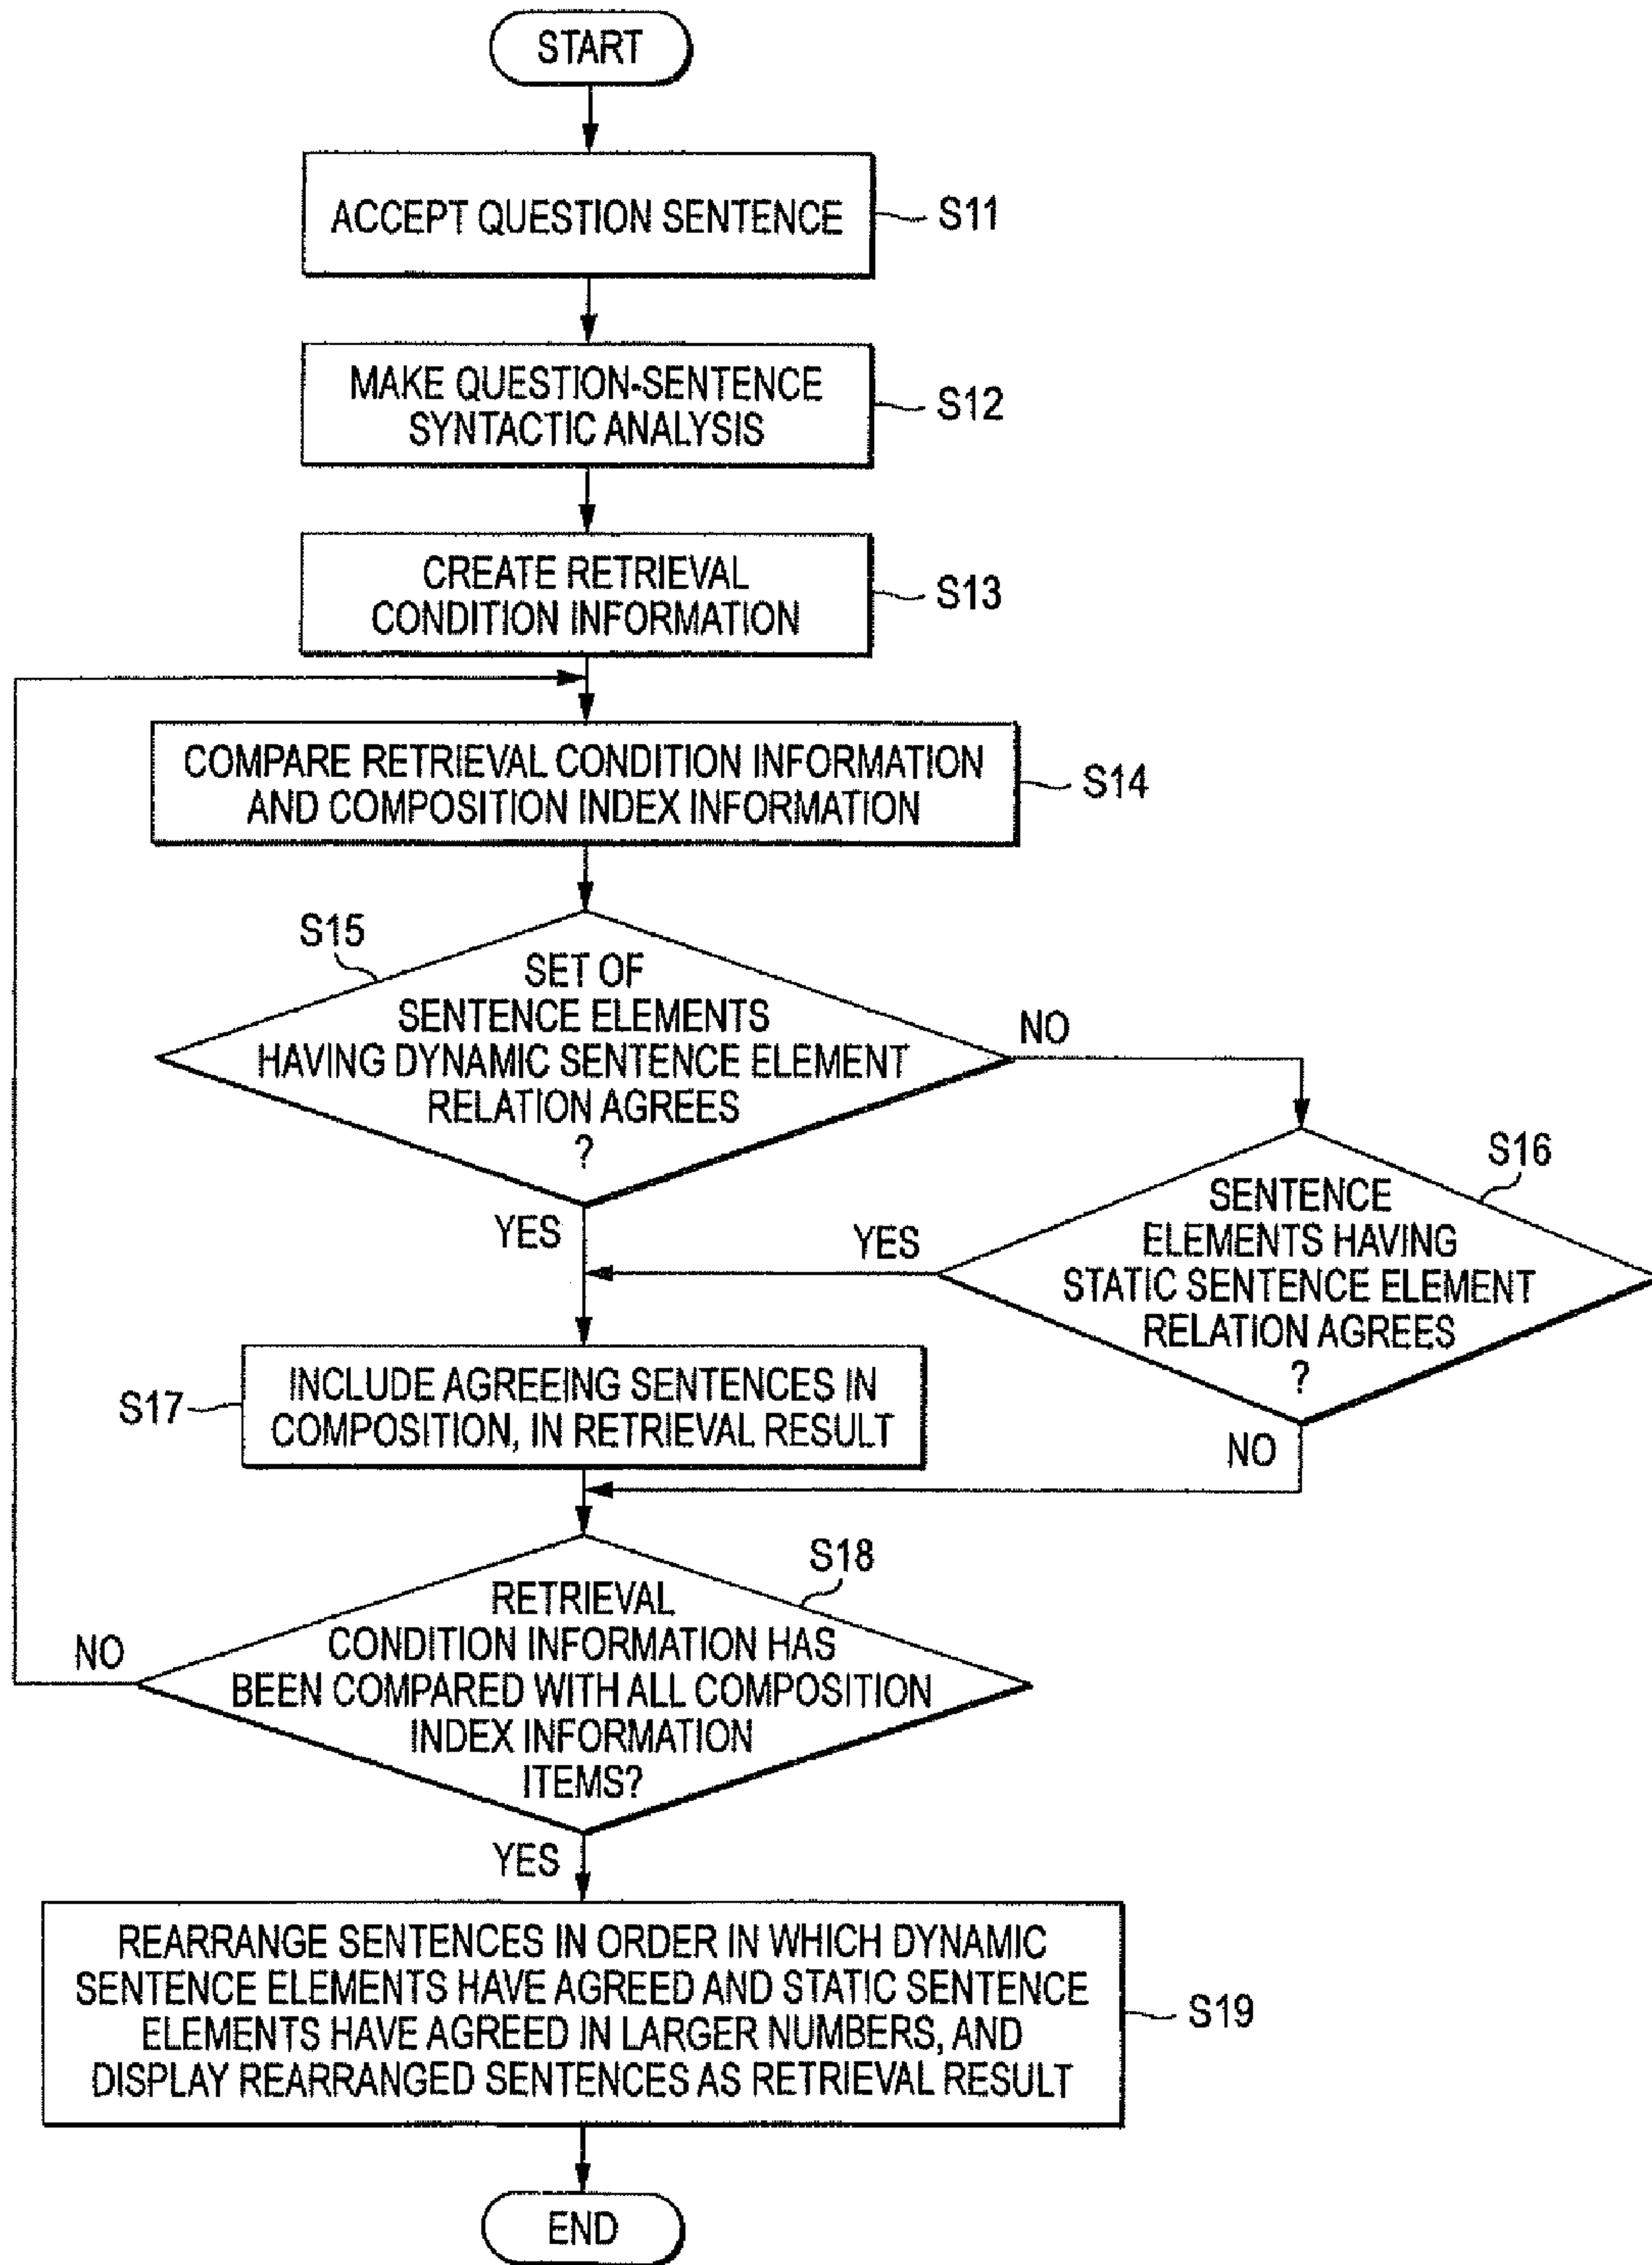 START
ACCEPT QUESTION SENTENCE
S11
MAKE QUESTION-SENTENCE
SYNTACTIC ANALYSIS
S12
CREATE RETRIEVAL
CONDITION INFORMATION
S13
COMPARE RETRIEVAL CONDITION INFORMATION
AND COMPOSITION INDEX INFORMATION
S14
S15
SET OF
SENTENCE ELEMENTS
HAVING DYNAMIC SENTENCE ELEMENT
RELATION AGREES
?
NO
YES
S16
SENTENCE
ELEMENTS HAVING
STATIC SENTENCE ELEMENT
RELATION AGREES
?
YES
NO
S17
INCLUDE AGREEING SENTENCES IN
COMPOSITION, IN RETRIEVAL RESULT
S18
RETRIEVAL
CONDITION INFORMATION HAS
BEEN COMPARED WITH ALL COMPOSITION
INDEX INFORMATION
ITEMS?
NO
YES
REARRANGE SENTENCES IN ORDER IN WHICH DYNAMIC
SENTENCE ELEMENTS HAVE AGREED AND STATIC SENTENCE
ELEMENTS HAVE AGREED IN LARGER NUMBERS, AND
DISPLAY REARRANGED SENTENCES AS RETRIEVAL RESULT
S19
END